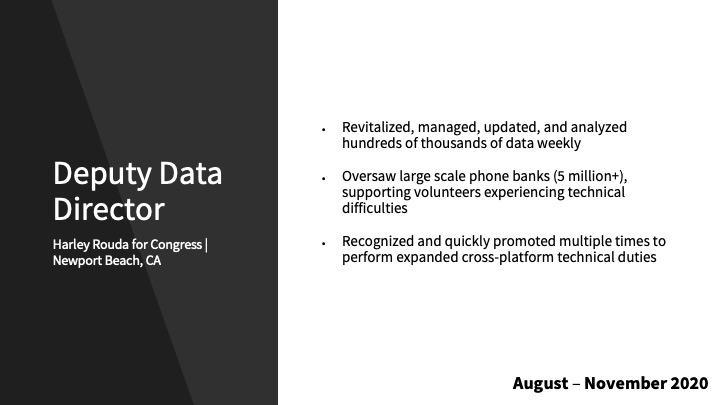 Deputy Data
Director
Harley Rouda for Congress |
Newport Beach, CA
• Revitalized, managed, updated, and analyzed
hundreds of thousands of data weekly
• Oversaw large scale phone banks (5 million+),
supporting volunteers experiencing technical
difficulties
• Recognized and quickly promoted multiple times to
perform expanded cross-platform technical duties
August – November 2020